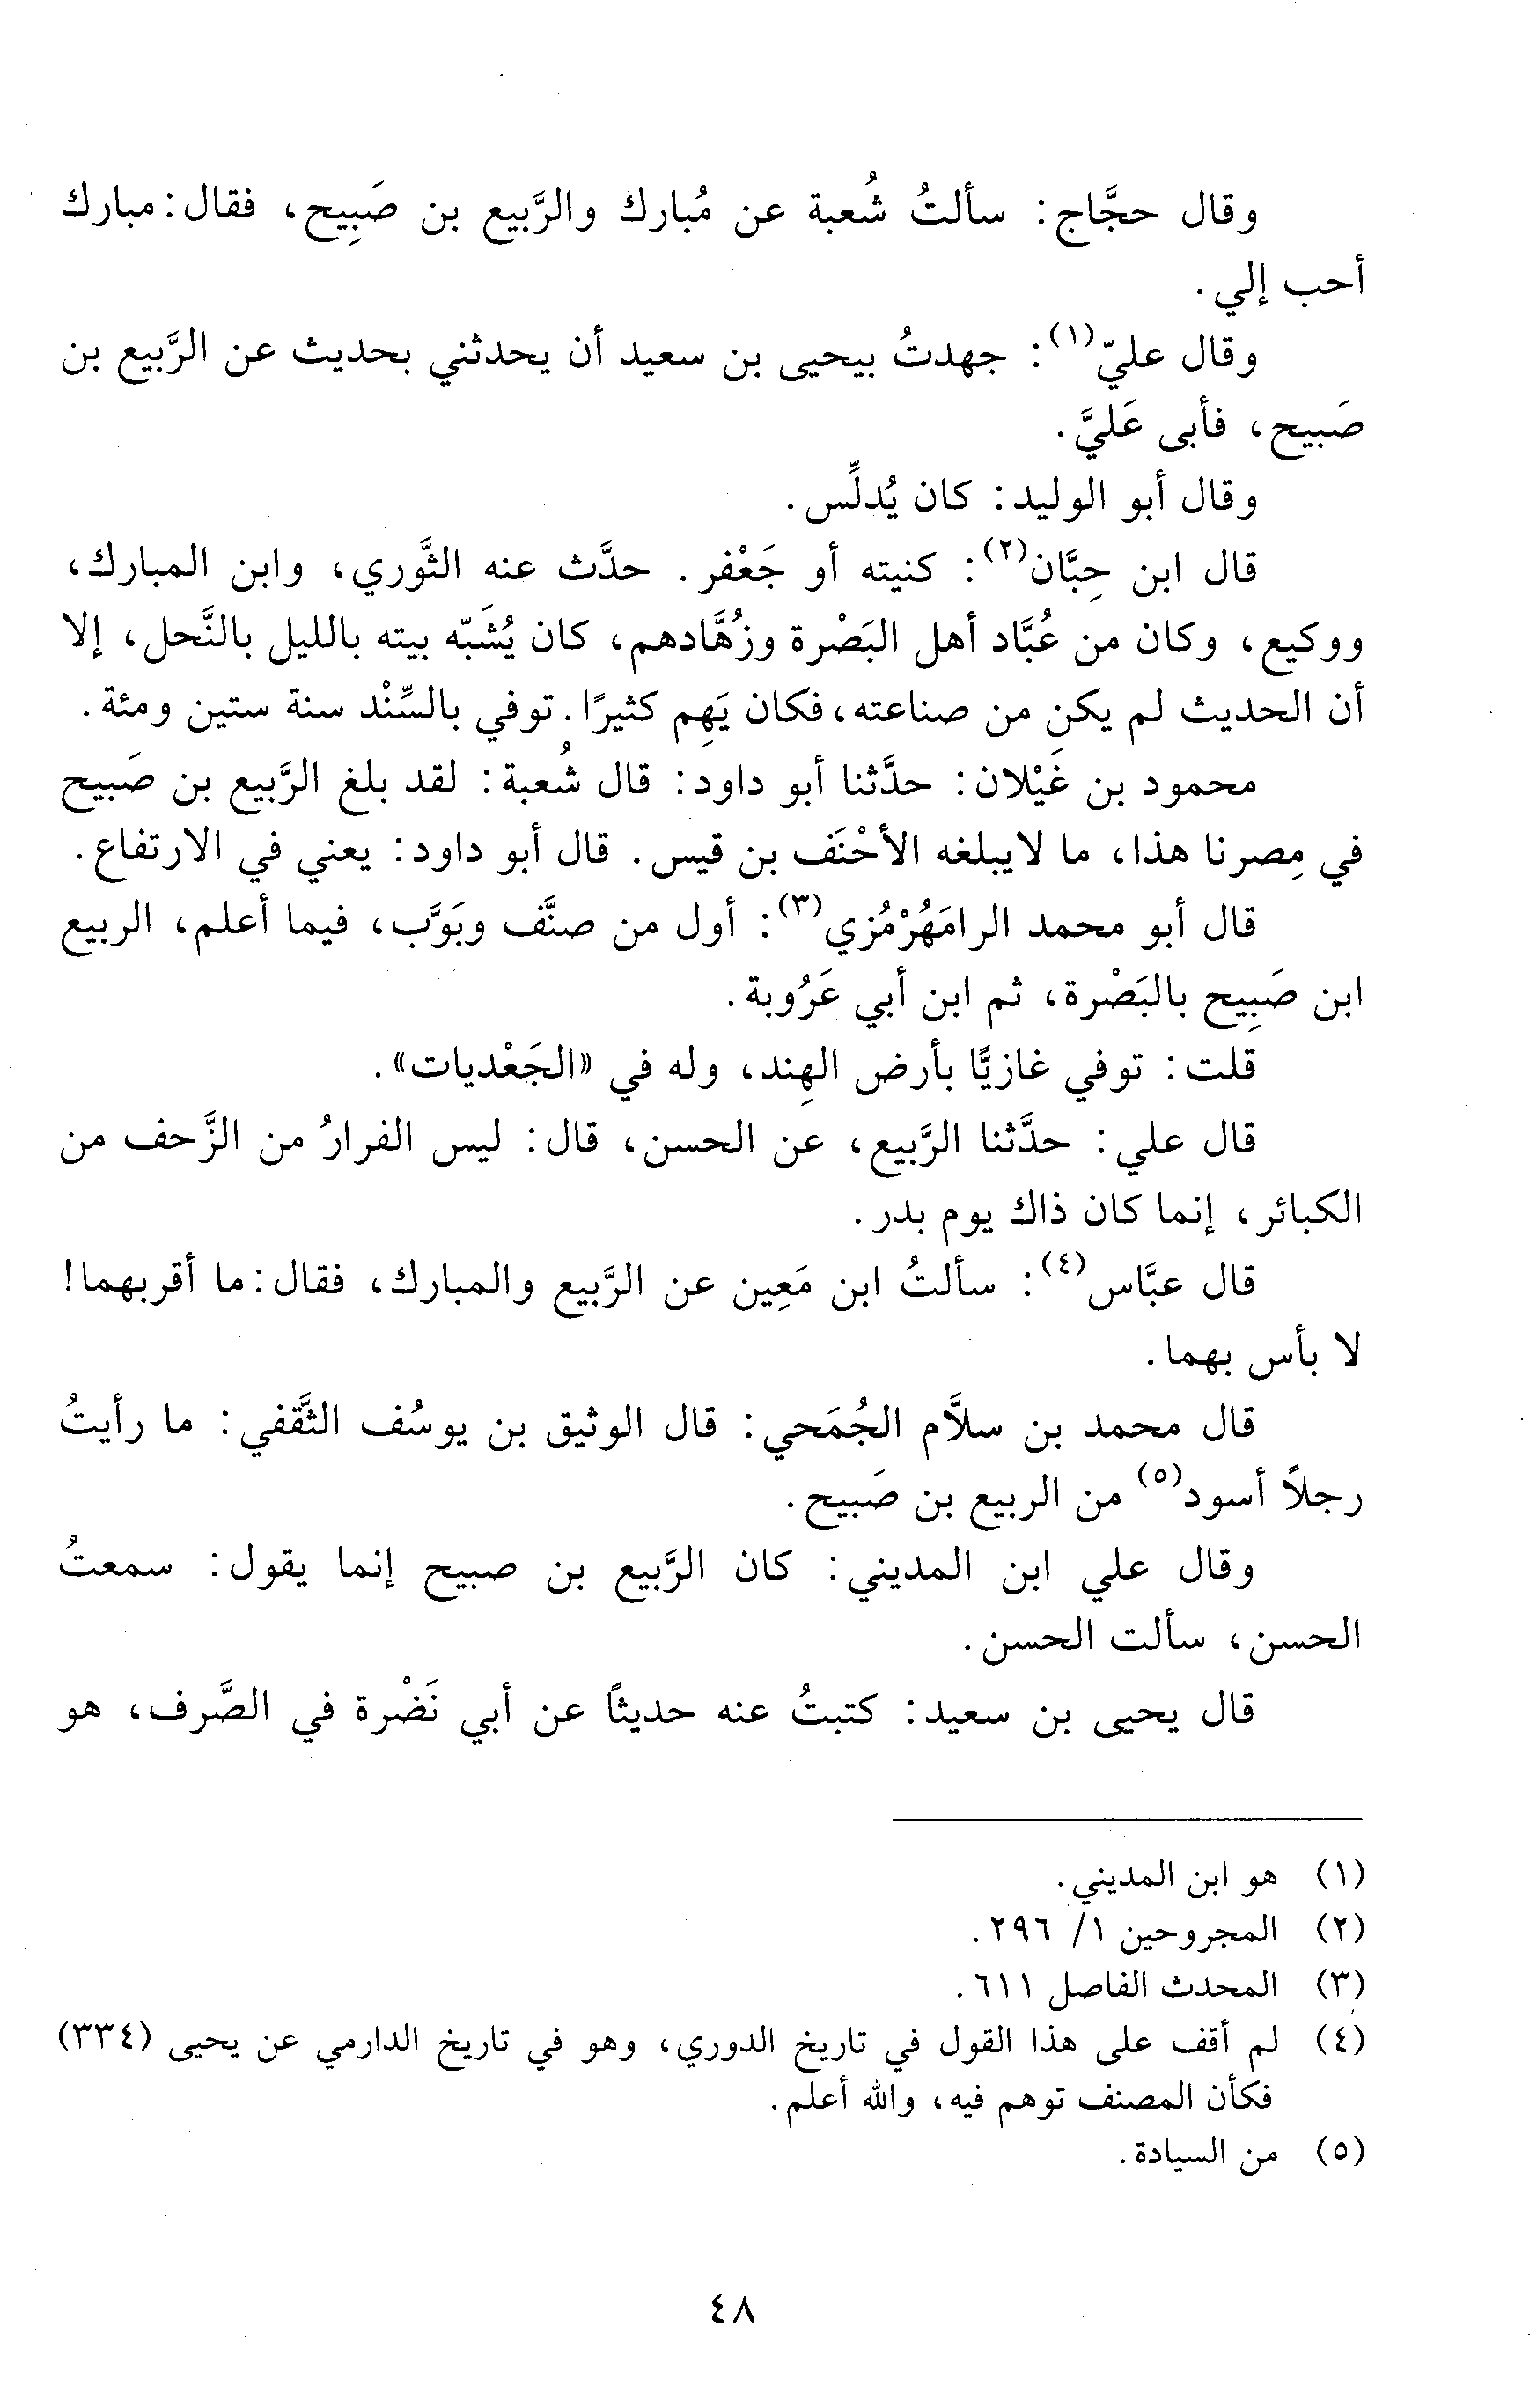 وقال حجَّاج: سألتُ شُعبة عن مُبارك والرَّبيع بن صَبِيح، فقال: مبارك
أحب إلي.
وقال عليّ(١): جهدتُ بيحيى بن سعيد أن يحدثني بحديث عن الرَّبيع بن
صَبيح، فأبى عَليَّ.
وقال أبو الوليد: كان يُدلِّس.
قال ابن حِبَّان(٢): كنيته أو جَعْفر. حدَّث عنه الثَّوري، وابن المبارك،
ووكيع، وكان من عُبَّاد أهل البَصْرة وزُهَّادهم، كان يُشَبّه بيته بالليل بالنَّحل، إلا
أن الحديث لم يكن من صناعته، فكان يَهِم كثيرًا. توفي بالسِّنْد سنة ستين ومئة.
محمود بن غَيْلان: حدَّثنا أبو داود: قال شُعبة: لقد بلغ الرَّبيع بن صَبيح
في مِصرنا هذا، ما لايبلغه الأحْنَف بن قيس. قال أبو داود: يعني في الارتفاع.
قال أبو محمد الرامَهُرْمُزي(٣): أول من صنَّف وبَوَّب، فيما أعلم، الربيع
ابن صَبِيح بالبَصْرة، ثم ابن أبي عَرُوبة.
قلت: توفي غازيًّا بأرض الهِند، وله في «الجَعْديات».
قال علي: حدَّثنا الرَّبيع، عن الحسن، قال: ليس الفرارُ من الزَّحف من
الكبائر، إنما كان ذاك يوم بدر.
قال عبَّاس(٤): سألتُ ابن مَعِين عن الرَّبيع والمبارك، فقال: ما أقربهما!
لا بأس بهما.
قال محمد بن سلاَّم الجُمَحي: قال الوثيق بن يوسُف الثَّقفي: ما رأيتُ
رجلاً أسود(٥) من الربيع بن صَبيح.
وقال علي ابن المديني: كان الرَّبيع بن صبيح إنما يقول: سمعتُ
الحسن، سألت الحسن.
قال يحيى بن سعيد: كتبتُ عنه حديثاً عن أبي نَضْرة في الصَّرف، هو
(١) هو ابن المديني.
(٢) المجروحين ١/ ٢٩٦.
(٣) المحدث الفاصل ٦١١.
(٤) لم أقف على هذا القول في تاريخ الدوري، وهو في تاريخ الدارمي عن يحيى (٣٣٤)
فكأن المصنف توهم فيه، والله أعلم.
(٥) من السيادة.
٤٨